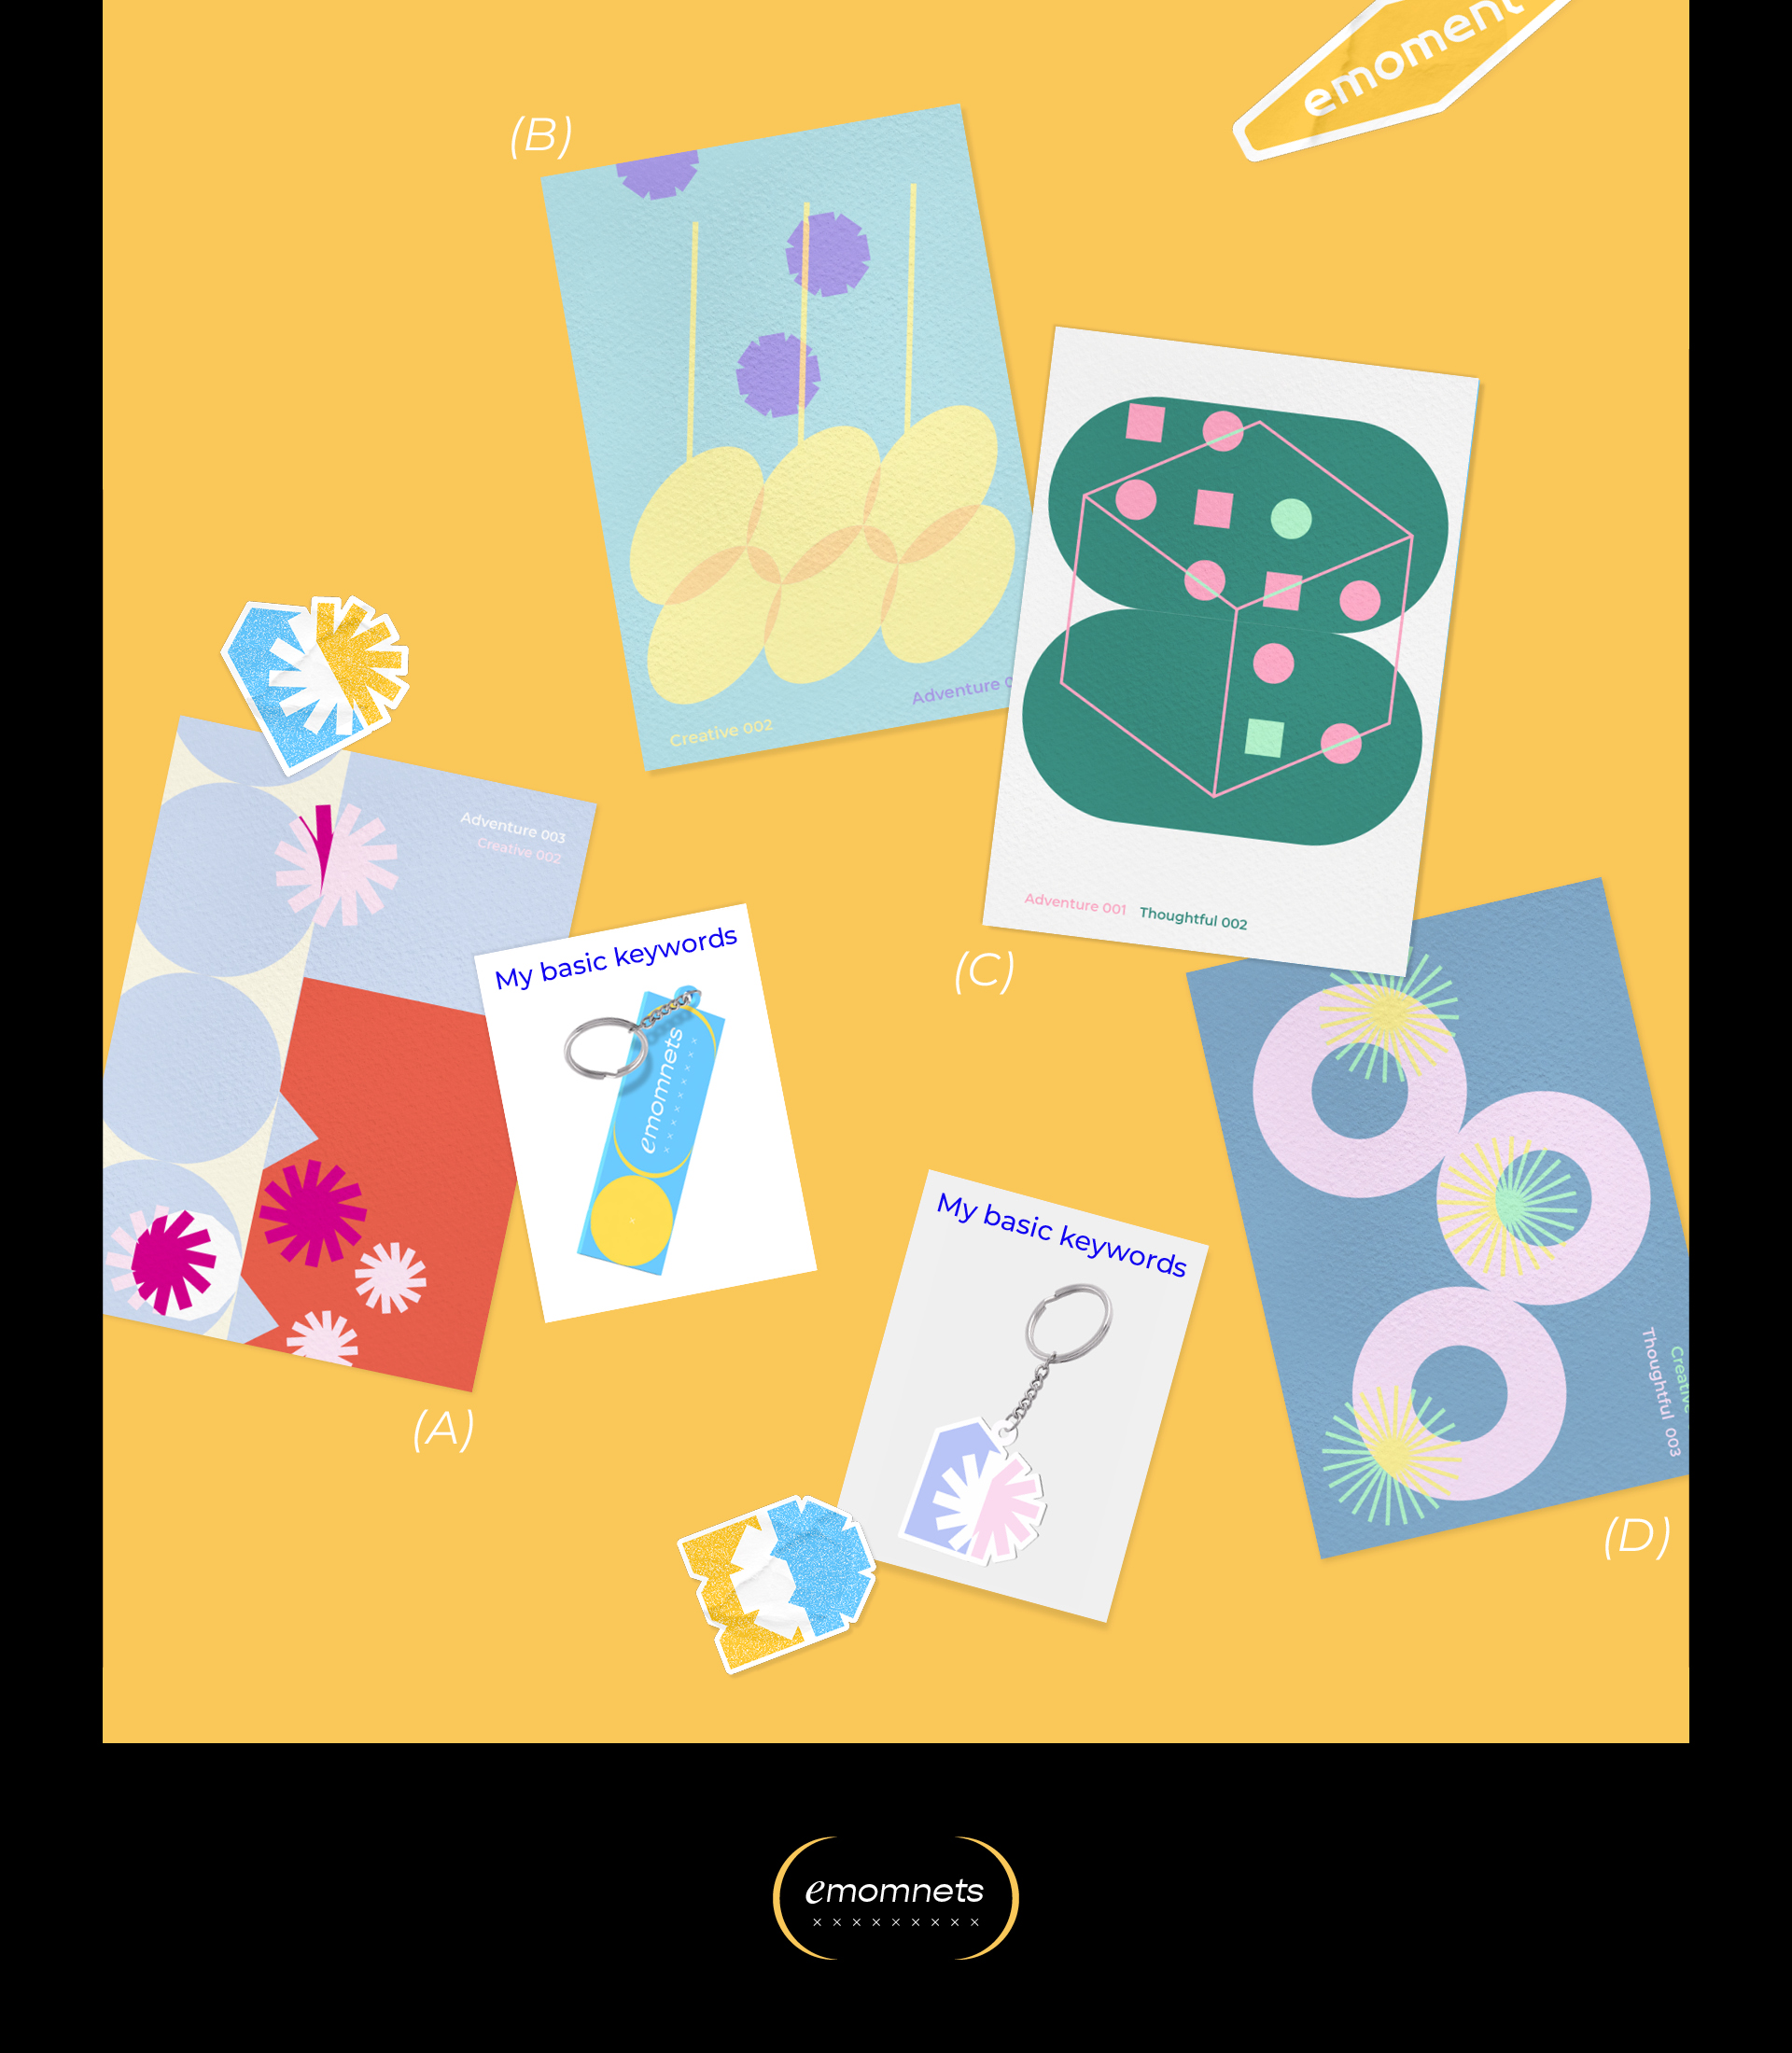 emoment
(B)
Creative 002
Adventure
Adventure 003
Creative 002
Adventure 001 Thoughtful 002
(C)
My basic keywords
emomnets
(A)
My basic keywords
Creative
Thoughtful 003
(D)
emomnets
× × × × × × × × ×